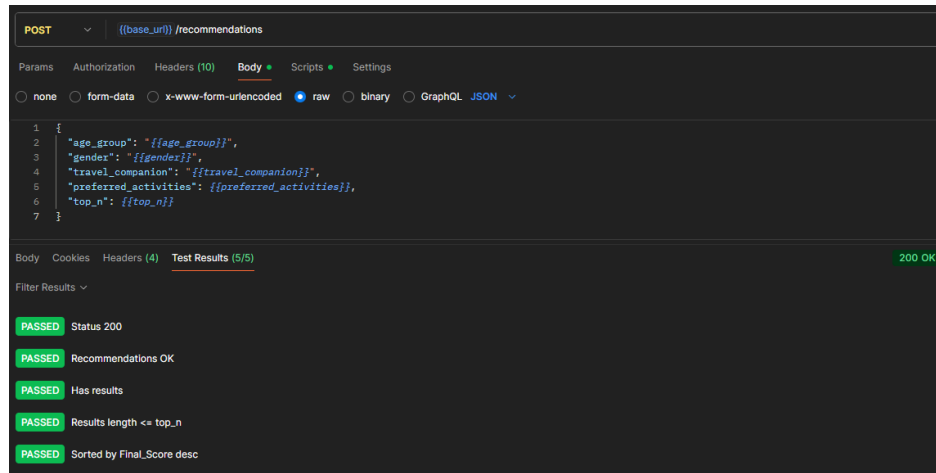 POST {{base_url}} /recommendations
Params Authorization Headers (10) Body Scripts Settings
none form-data x-www-form-urlencoded raw binary GraphQL JSON
1 {
2 "age_group": "{{age_group}}",
3 "gender": "{{gender}}",
4 "travel_companion": "{{travel_companion}}",
5 "preferred_activities": {{preferred_activities}},
6 "top_n": {{top_n}}
7 }
Body Cookies Headers (4) Test Results (5/5) 200 OK
Filter Results
PASSED Status 200
PASSED Recommendations OK
PASSED Has results
PASSED Results length <= top_n
PASSED Sorted by Final_Score desc